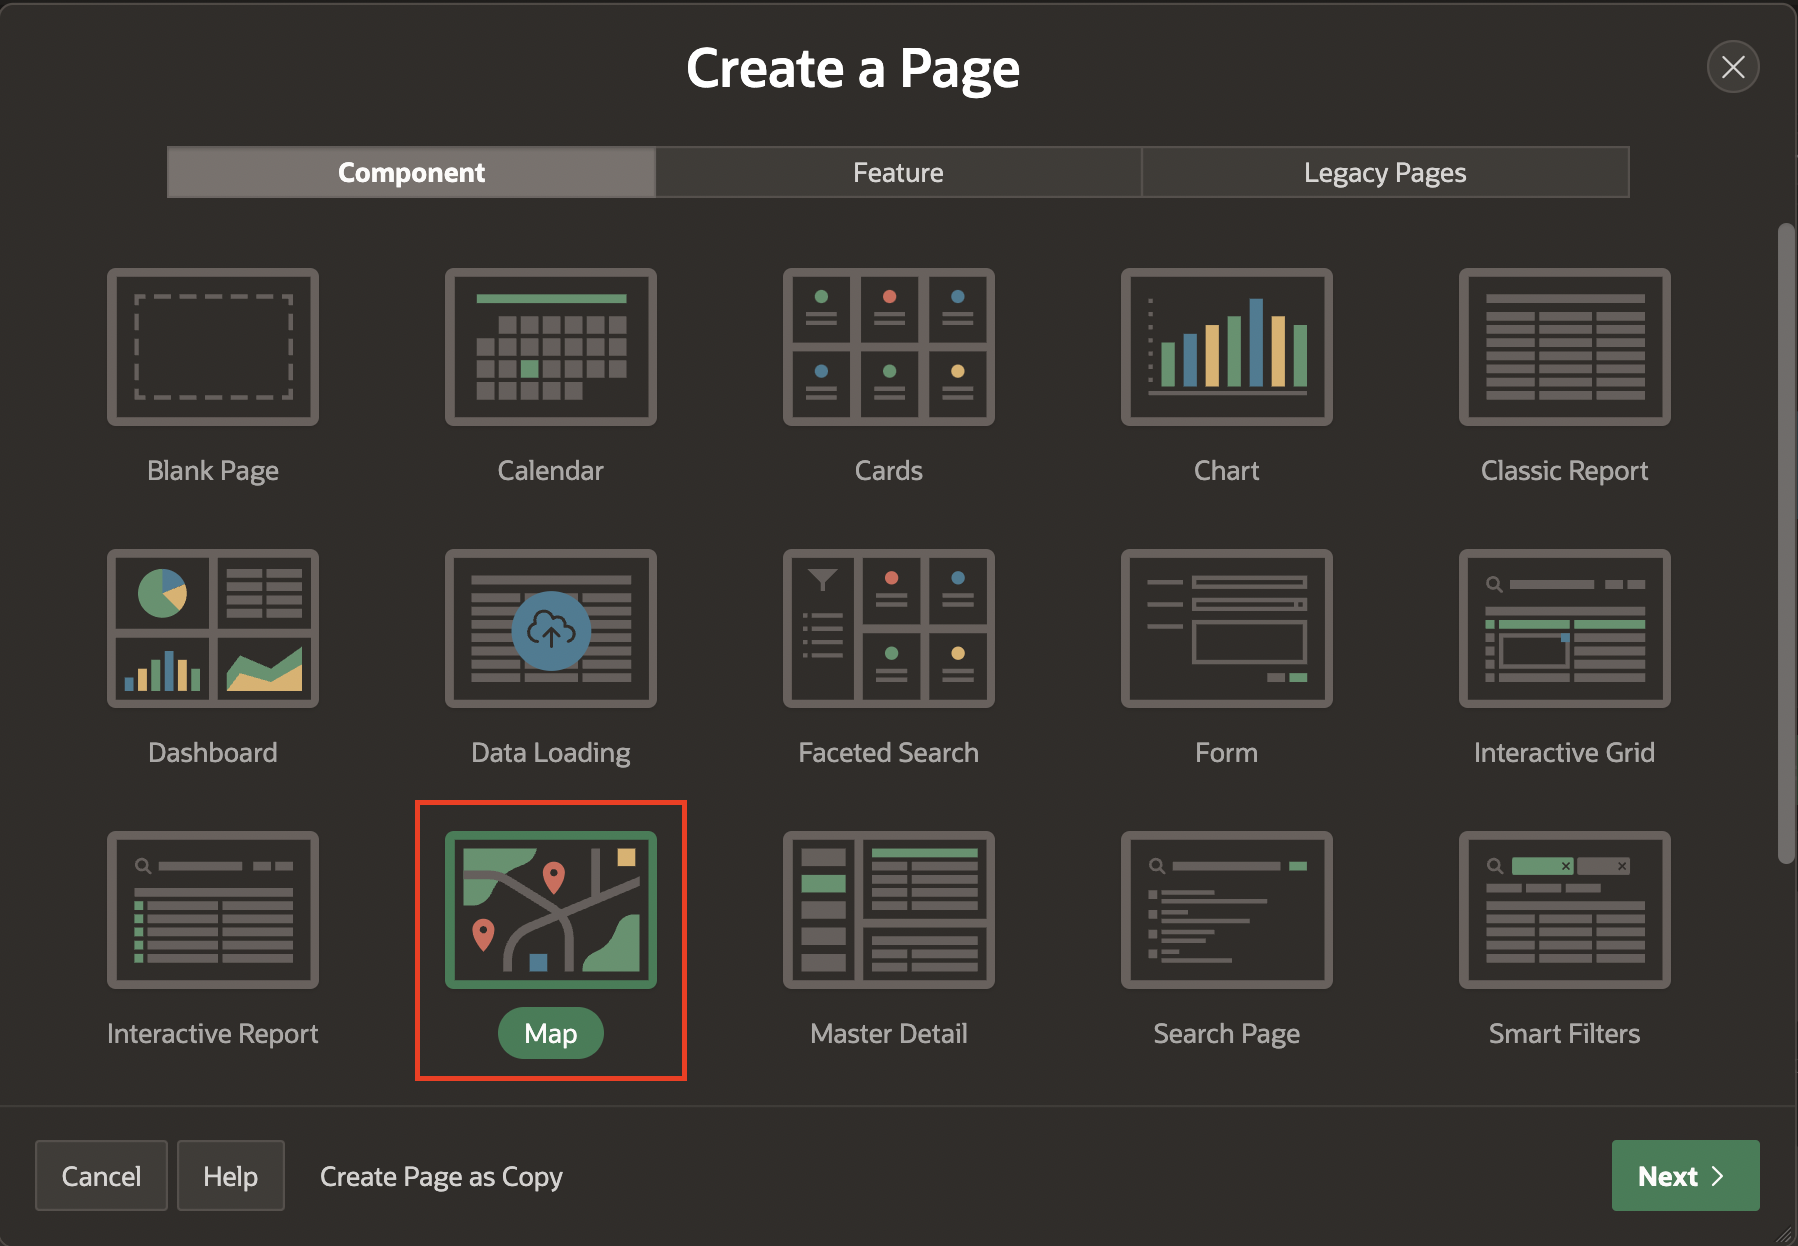 Create a Page
Component
Feature
Legacy Pages
Blank Page
Calendar
Cards
Chart
Classic Report
Dashboard
Data Loading
Faceted Search
Form
Interactive Grid
Interactive Report
Map
Master Detail
Search Page
Smart Filters
Cancel
Help
Create Page as Copy
Next